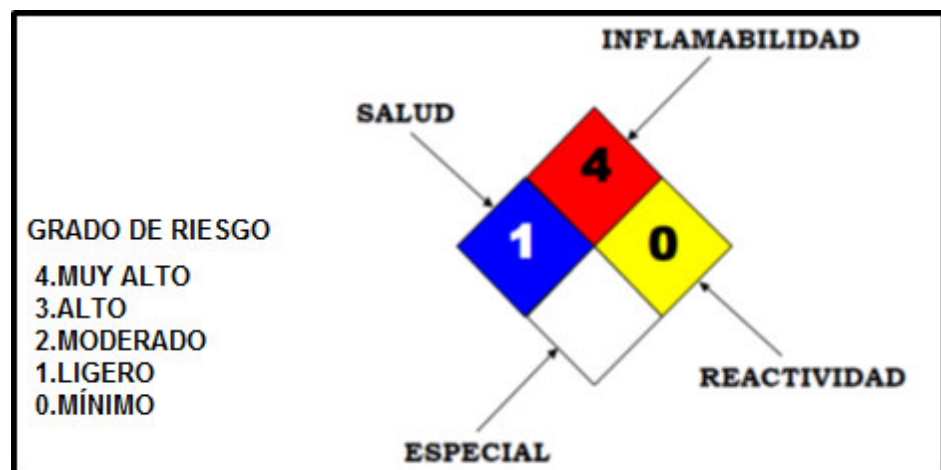 INFLAMABILIDAD
SALUD
4
1
0
GRADO DE RIESGO
4.MUY ALTO
3.ALTO
2.MODERADO
1.LIGERO
0.MÍNIMO
REACTIVIDAD
ESPECIAL